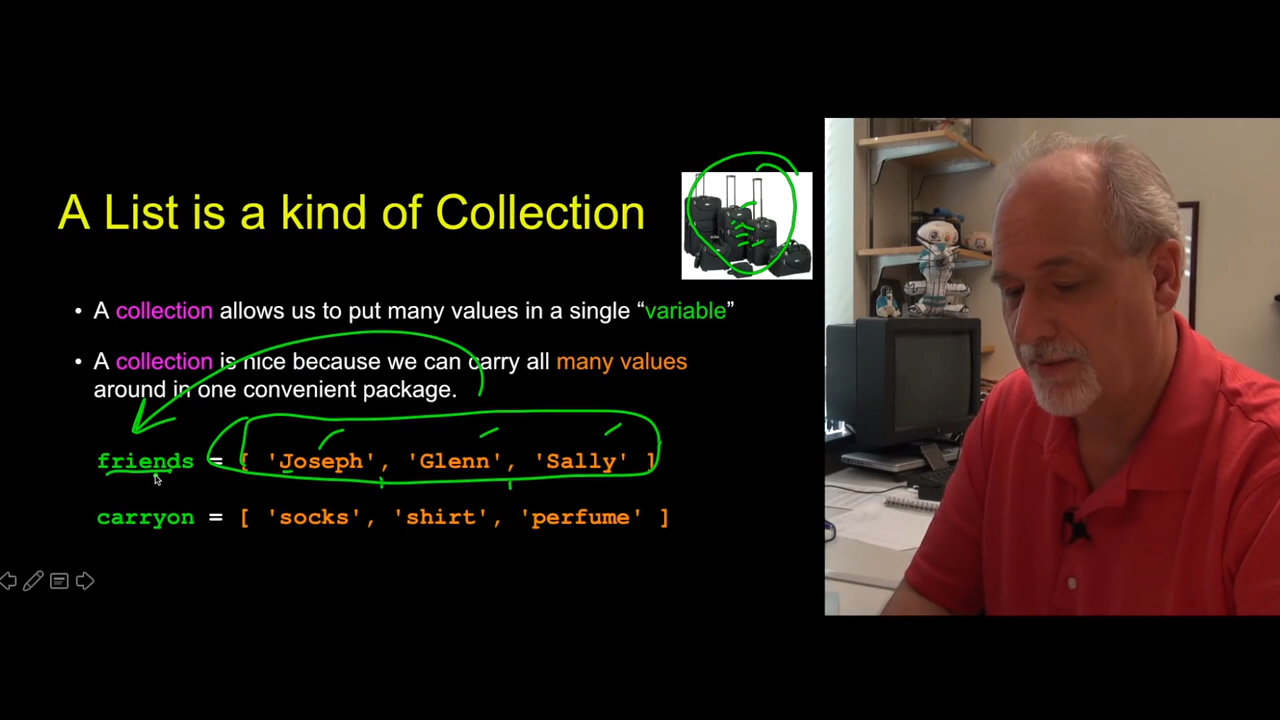 A List is a kind of Collection
• A collection allows us to put many values in a single “variable”
• A collection is nice because we can carry all many values
around in one convenient package.
friends = [ 'Joseph', 'Glenn', 'Sally' ]
carryon = [ 'socks', 'shirt', 'perfume' ]